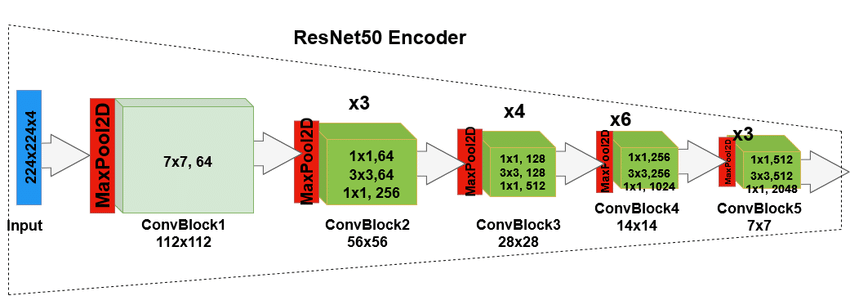 ResNet50 Encoder
224x224x4
Input
MaxPool2D
7x7, 64
ConvBlock1
112x112
x3
MaxPool2D
1x1,64
3x3,64
1x1, 256
ConvBlock2
56x56
x4
MaxPool2D
1x1, 128
3x3, 128
1x1, 512
ConvBlock3
28x28
x6
MaxPool2D
1x1,256
3x3,256
1x1, 1024
ConvBlock4
14x14
x3
MaxPool2D
1x1,512
3x3,512
1x1, 2048
ConvBlock5
7x7